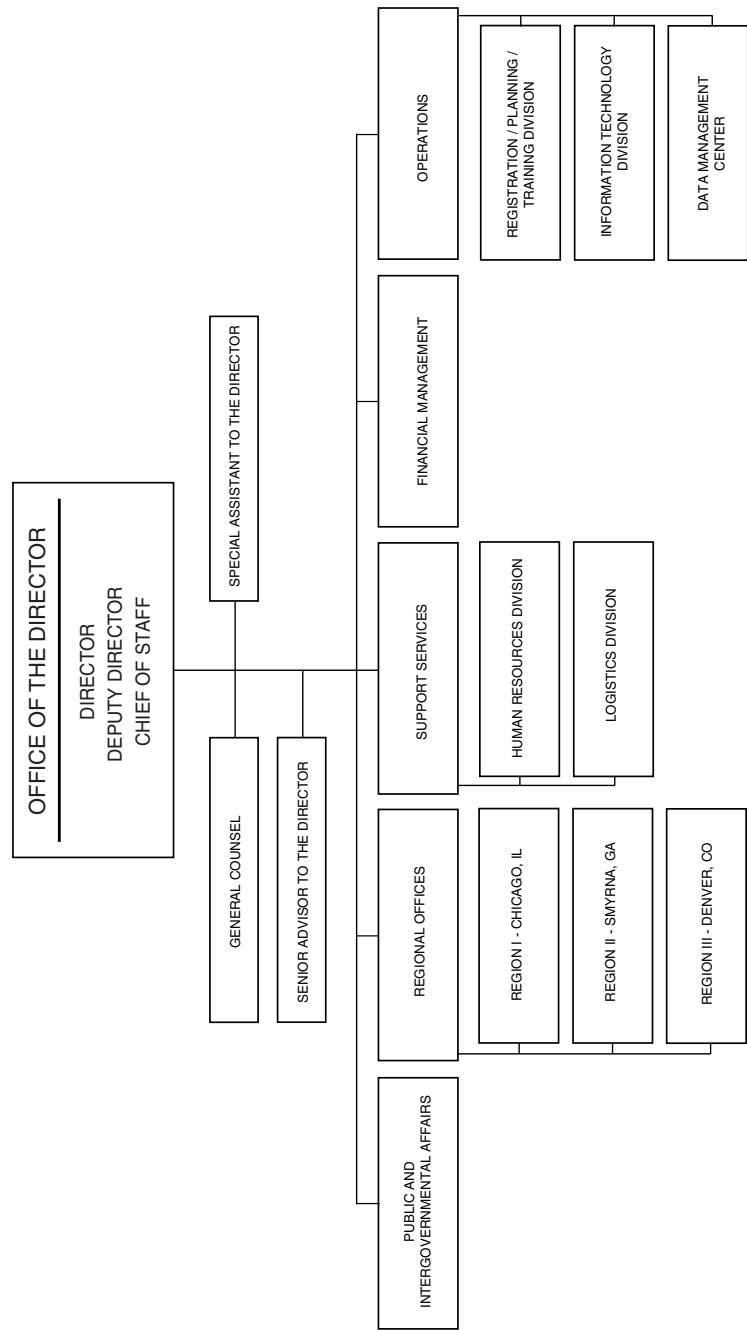 OFFICE OF THE DIRECTOR
DIRECTOR
DEPUTY DIRECTOR
CHIEF OF STAFF
GENERAL COUNSEL
SPECIAL ASSISTANT TO THE DIRECTOR
SENIOR ADVISOR TO THE DIRECTOR
PUBLIC AND
INTERGOVERNMENTAL AFFAIRS
REGIONAL OFFICES
REGION I - CHICAGO, IL
REGION II - SMYRNA, GA
REGION III - DENVER, CO
SUPPORT SERVICES
HUMAN RESOURCES DIVISION
LOGISTICS DIVISION
FINANCIAL MANAGEMENT
OPERATIONS
REGISTRATION / PLANNING /
TRAINING DIVISION
INFORMATION TECHNOLOGY
DIVISION
DATA MANAGEMENT
CENTER